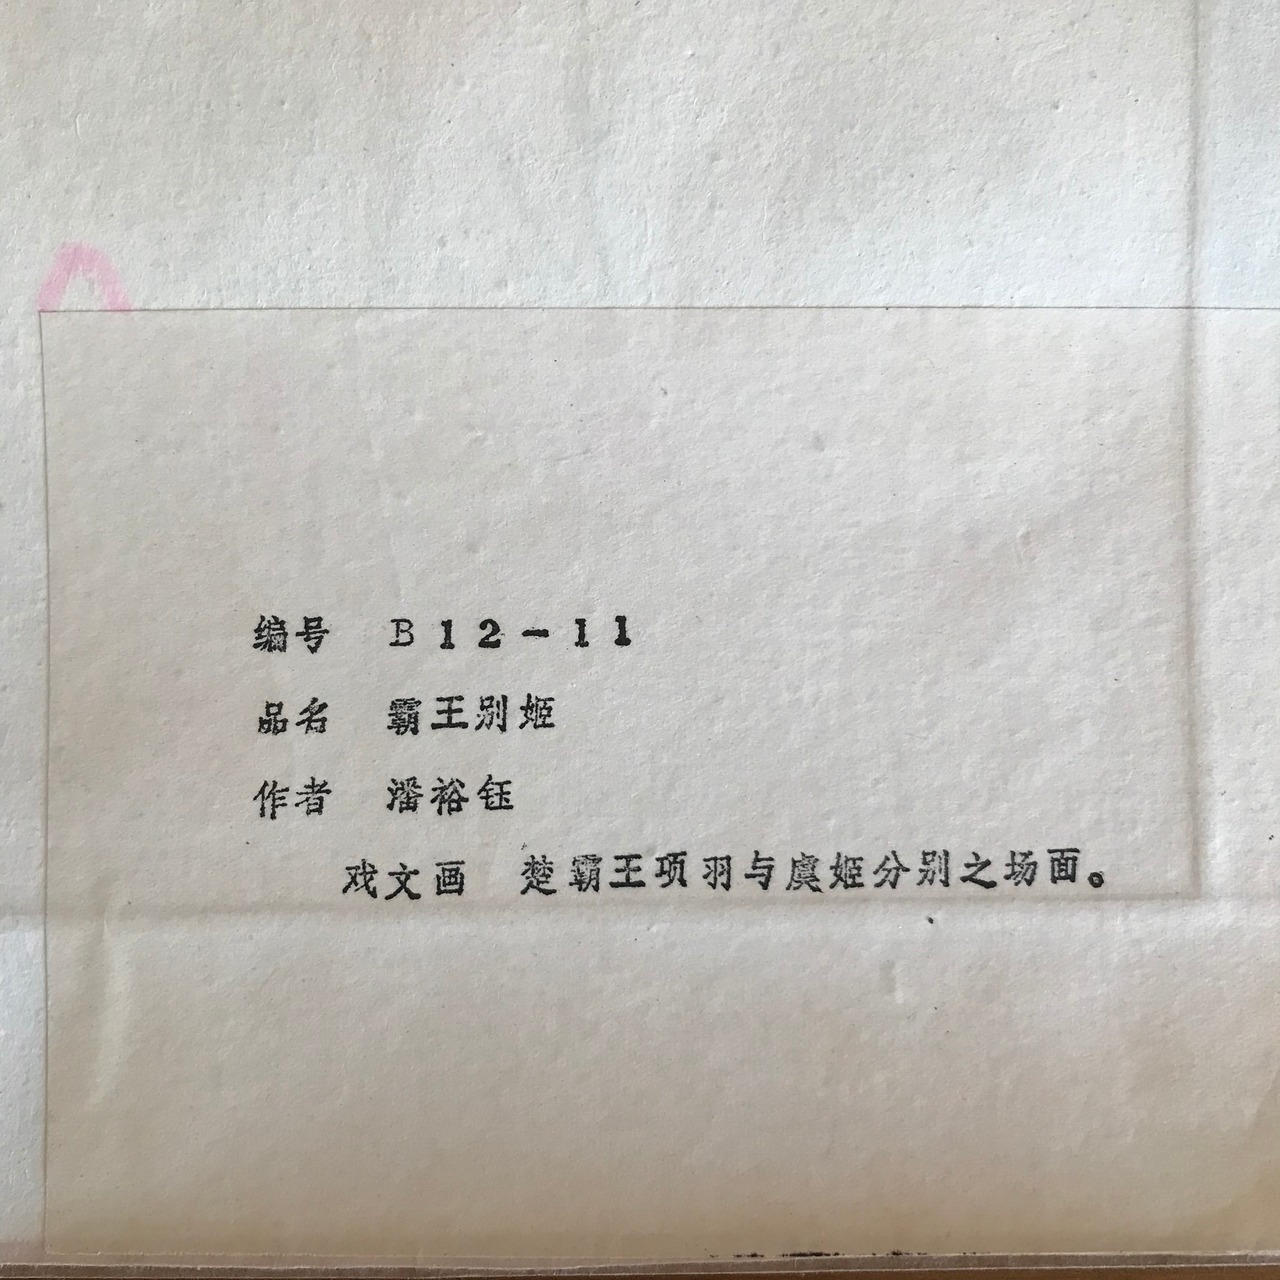 编号 B12-11
品名 霸王别姬
作者 潘裕钰
戏文画 楚霸王项羽与虞姬分别之场面。